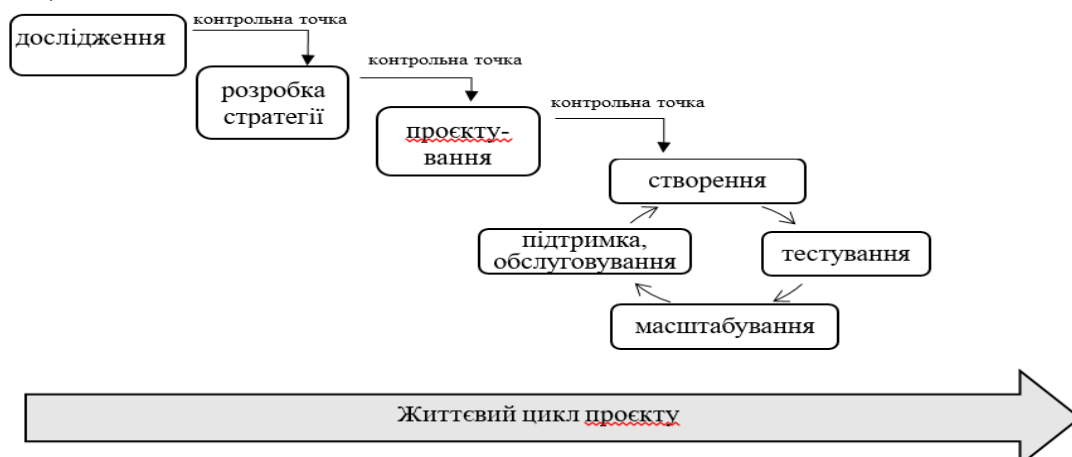 контрольна точка
дослідження
контрольна точка
розробка
стратегії
контрольна точка
проєкту-
вання
створення
підтримка,
обслуговування
тестування
масштабування
Життєвий цикл проєкту